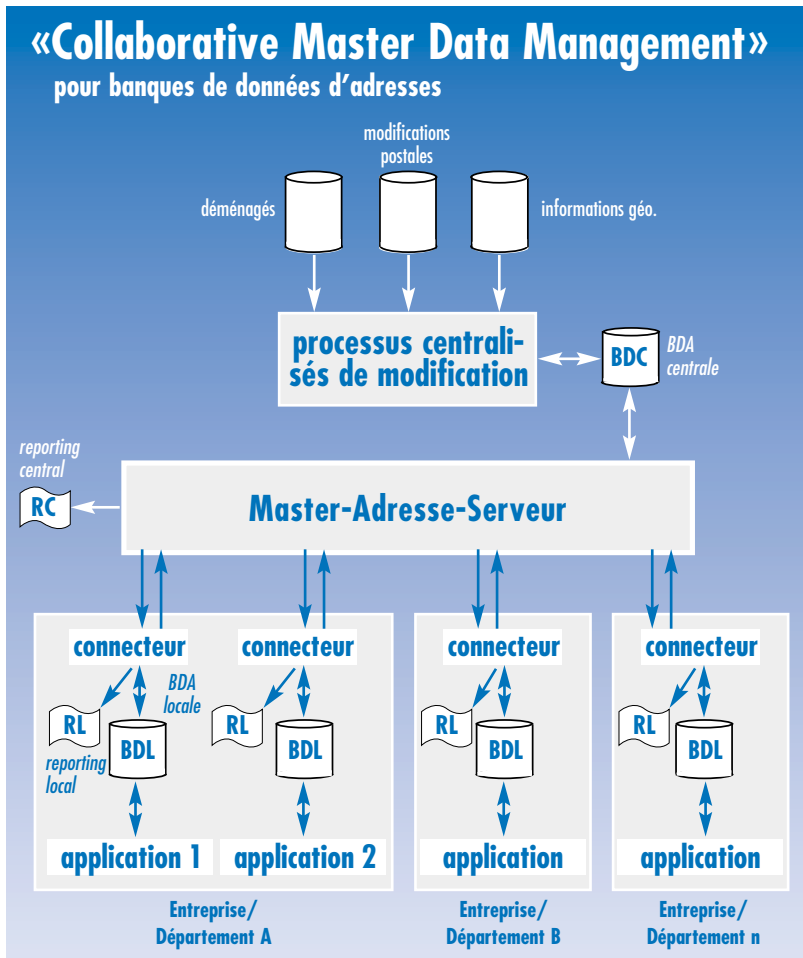 «Collaborative Master Data Management»
pour banques de données d’adresses
modifications
postales
déménagés
informations géo.
processus centrali-
sés de modification
BDC
BDA
centrale
reporting
central
RC
Master-Adresse-Serveur
connecteur
connecteur
connecteur
connecteur
BDA
locale
RL
RL
RL
RL
BDL
BDL
BDL
BDL
reporting
local
application 1
application 2
application
application
Entreprise/
Département A
Entreprise/
Département B
Entreprise/
Département n